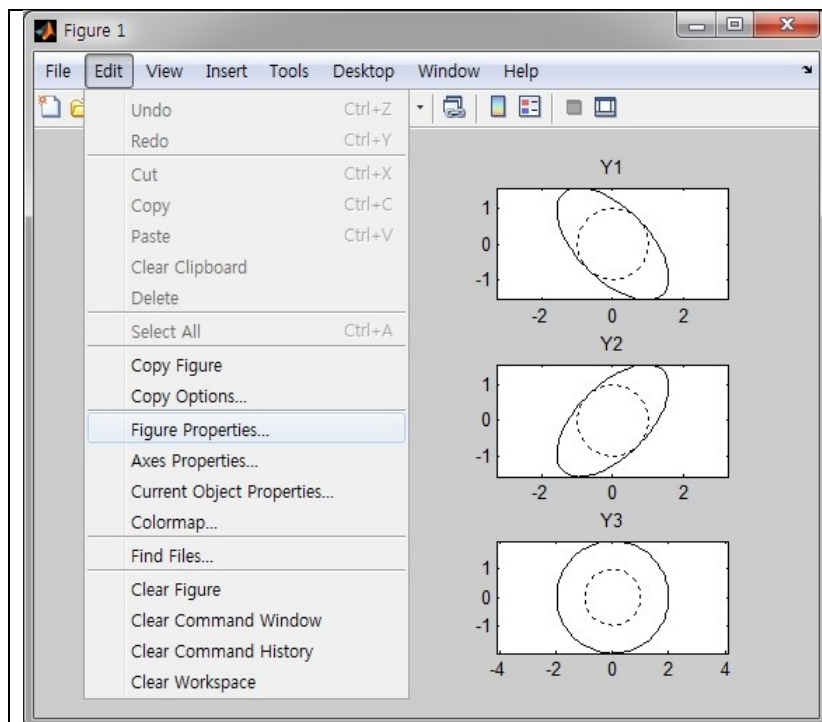 Figure 1
File Edit View Insert Tools Desktop Window Help
Undo Ctrl+Z
Redo Ctrl+Y
Cut Ctrl+X
Copy Ctrl+C
Paste Ctrl+V
Clear Clipboard
Delete
Select All Ctrl+A
Copy Figure
Copy Options...
Figure Properties...
Axes Properties...
Current Object Properties...
Colormap...
Find Files...
Clear Figure
Clear Command Window
Clear Command History
Clear Workspace
Y1
1
0
-1
-2 0 2
Y2
1
0
-1
-2 0 2
Y3
1
0
-1
-4 -2 0 2 4